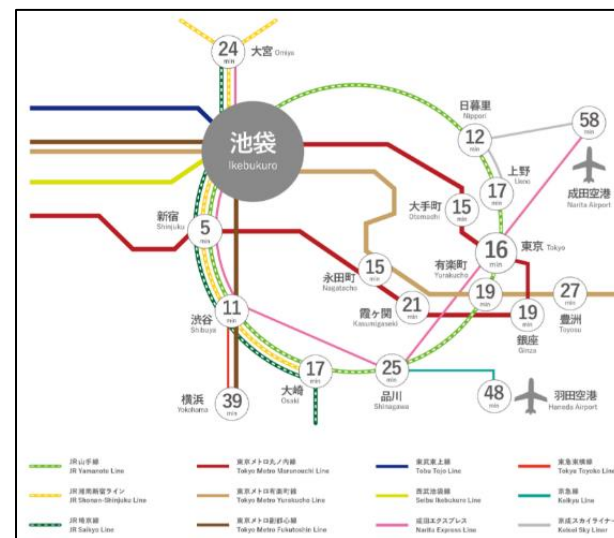 24
min
大宮 Omiya
池袋
Ikebukuro
日暮里
Nippori
12
min
58
min
成田空港
Narita Airport
上野
Ueno
17
min
大手町
Otemachi
15
min
新宿
Shinjuku
5
min
16
min
東京 Tokyo
有楽町
Yurakucho
19
min
永田町
Nagatacho
15
min
霞ヶ関
Kasumigaseki
21
min
27
min
豊洲
Toyosu
19
min
銀座
Ginza
渋谷
Shibuya
11
min
17
min
大崎
Osaki
25
min
品川
Shinagawa
横浜
Yokohama
39
min
48
min
羽田空港
Haneda Airport
JR山手線
JR Yamanote Line
東京メトロ丸ノ内線
Tokyo Metro Marunouchi Line
東武東上線
Tobu Tojo Line
東急東横線
Tokyu Toyoko Line
JR湘南新宿ライン
JR Shonan-Shinjuku Line
東京メトロ有楽町線
Tokyo Metro Yurakucho Line
西武池袋線
Seibu Ikebukuro Line
京急線
Keikyu Line
JR埼京線
JR Saikyo Line
東京メトロ副都心線
Tokyo Metro Fukutoshin Line
成田エクスプレス
Narita Express Line
京成スカイライナー
Keisei Sky Liner